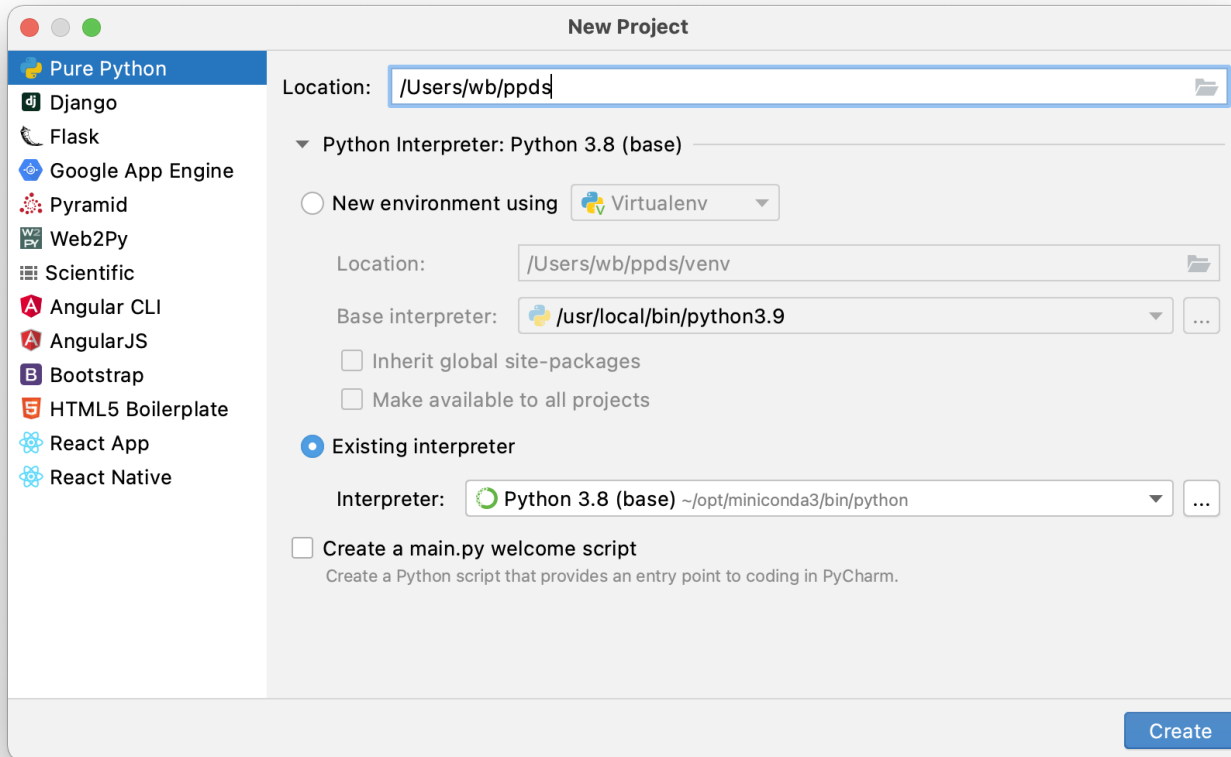 New Project
Pure Python
Django
Flask
Google App Engine
Pyramid
Web2Py
Scientific
Angular CLI
AngularJS
Bootstrap
HTML5 Boilerplate
React App
React Native
Location: /Users/wb/ppds
Python Interpreter: Python 3.8 (base)
New environment using Virtualenv
Location: /Users/wb/ppds/venv
Base interpreter: /usr/local/bin/python3.9 ...
Inherit global site-packages
Make available to all projects
Existing interpreter
Interpreter: Python 3.8 (base) ~/opt/miniconda3/bin/python ...
Create a main.py welcome script
Create a Python script that provides an entry point to coding in PyCharm.
Create